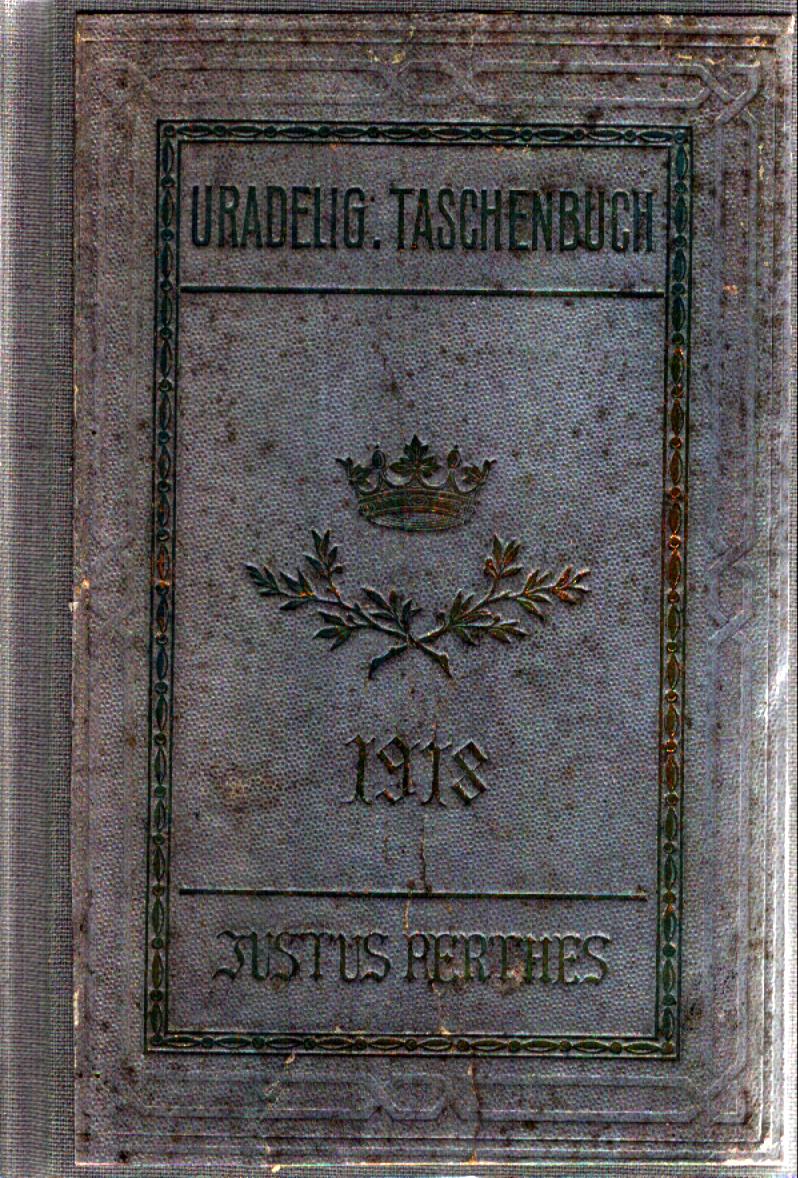 URADELIG. TASCHENBUCH
1918
JUSTUS PERTHES